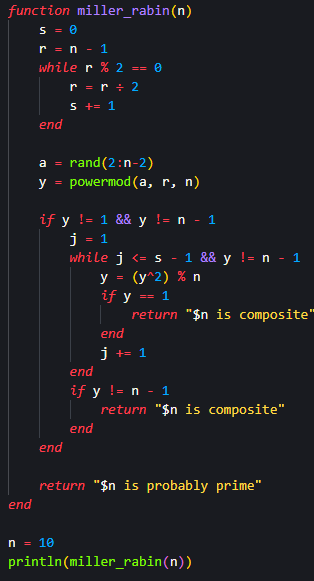 function miller_rabin(n)
    s = 0
    r = n - 1
    while r % 2 == 0
        r = r ÷ 2
        s += 1
    end

    a = rand(2:n-2)
    y = powermod(a, r, n)

    if y != 1 && y != n - 1
        j = 1
        while j <= s - 1 && y != n - 1
            y = (y^2) % n
            if y == 1
                return "$n is composite"
            end
            j += 1
        end
        if y != n - 1
            return "$n is composite"
        end
    end

    return "$n is probably prime"
end

n = 10
println(miller_rabin(n))